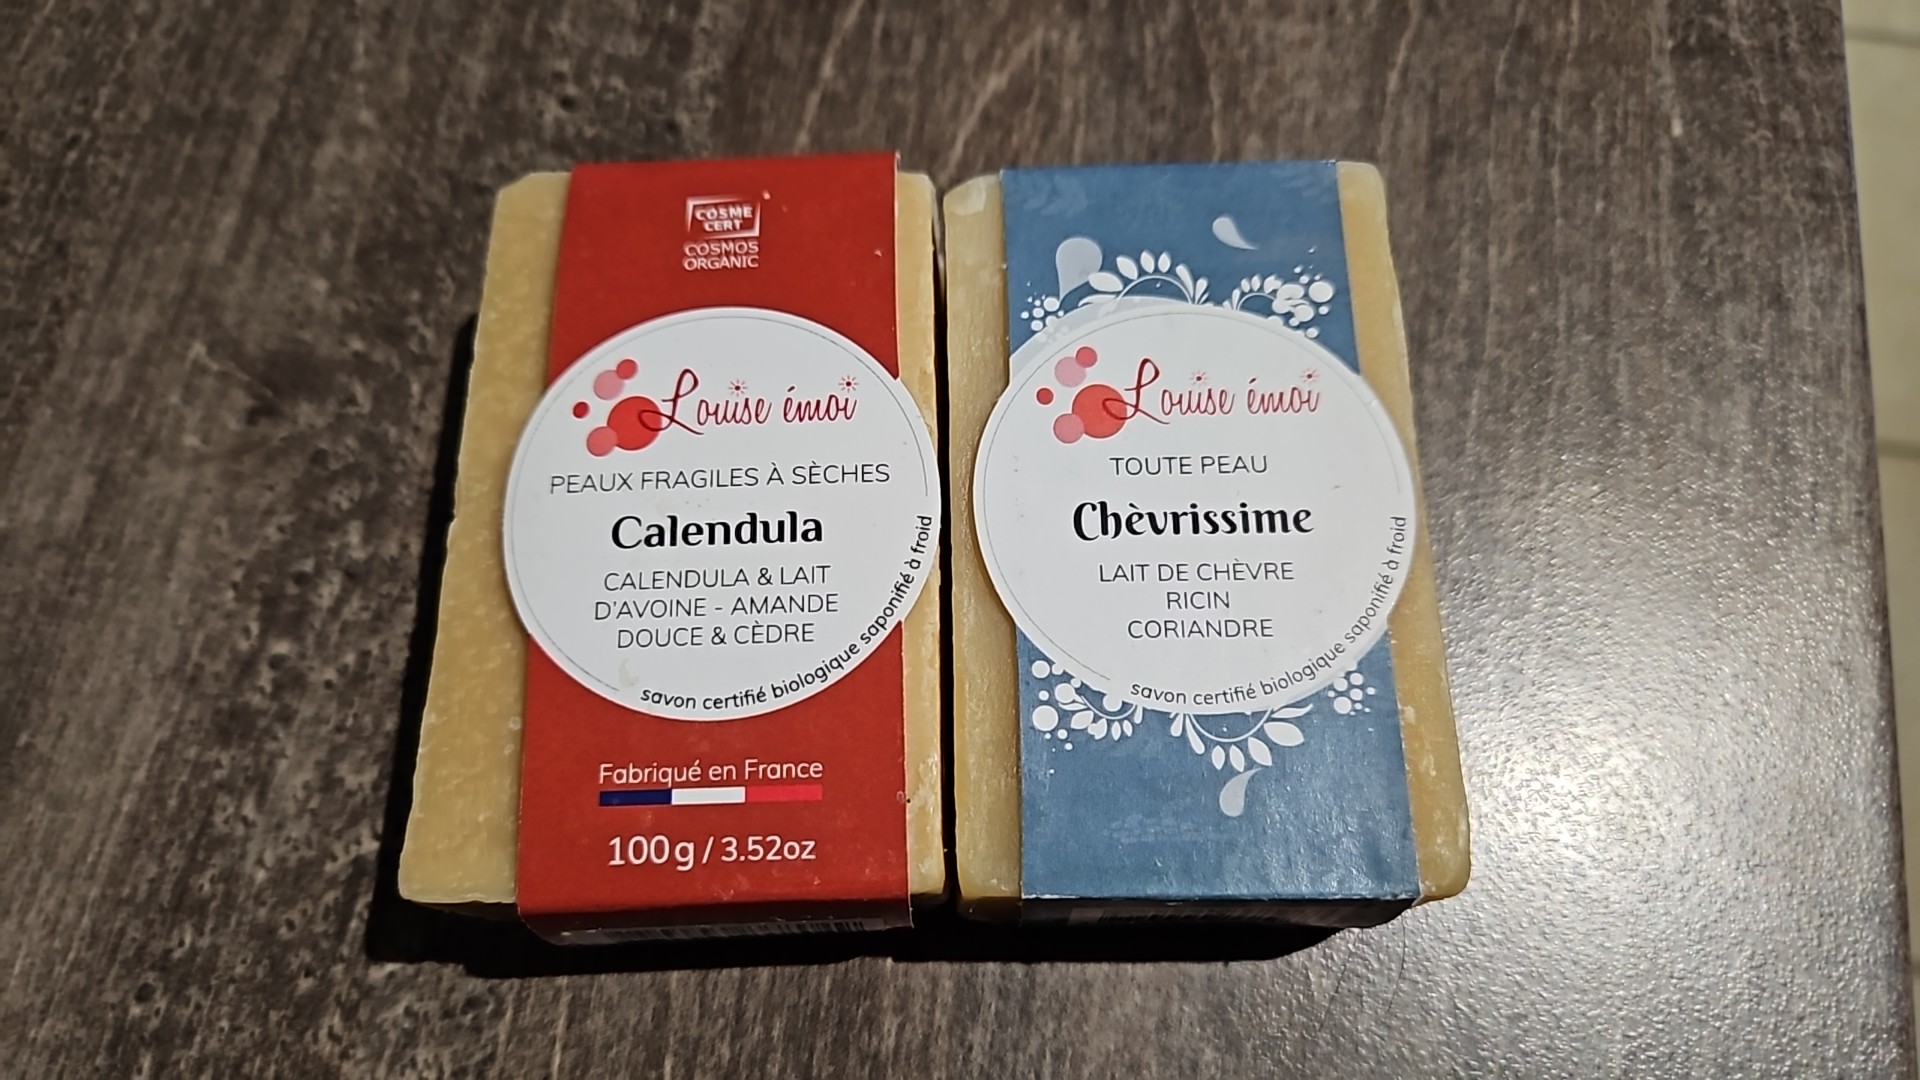 COSME
CERT
COSMOS
ORGANIC
Louise émoi
PEAUX FRAGILES À SÈCHES
Calendula
CALENDULA & LAIT
D'AVOINE - AMANDE
DOUCE & CÈDRE
savon certifié biologique saponifié à froid
Fabriqué en France
100g / 3.52oz
Louise émoi
TOUTE PEAU
Chèvrissime
LAIT DE CHÈVRE
RICIN
CORIANDRE
savon certifié biologique saponifié à froid